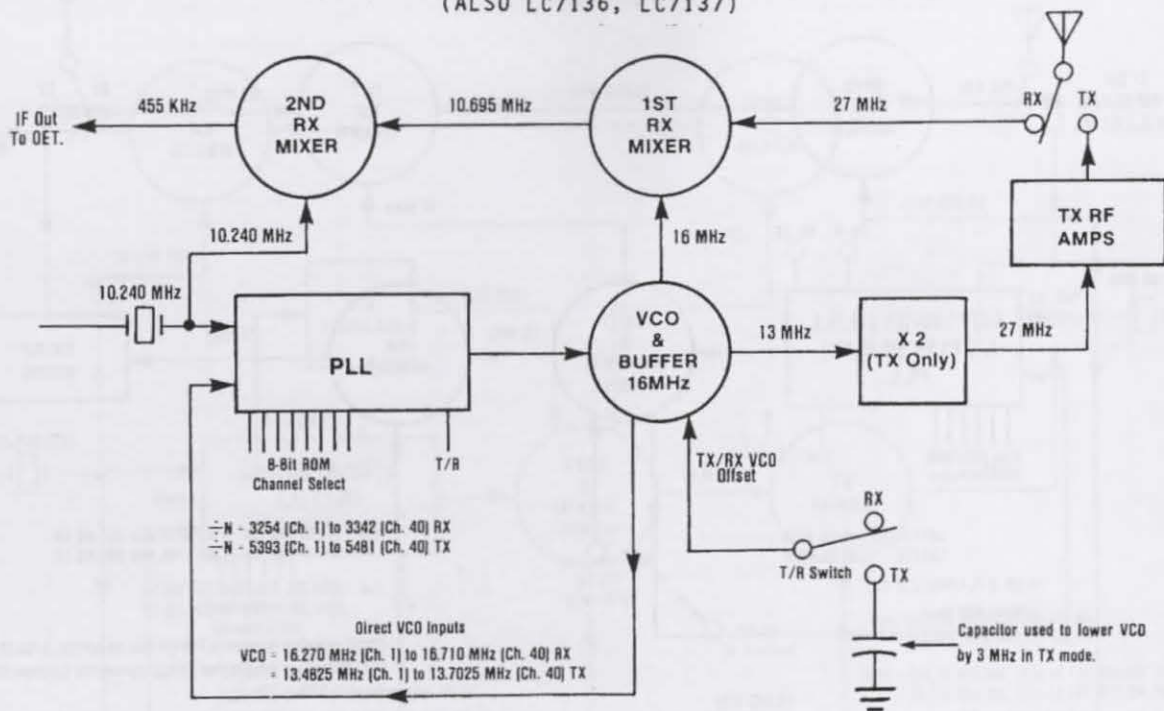 (ALSO LC7136, LC7137)
455 KHz
2ND
RX
MIXER
10.695 MHz
1ST
RX
MIXER
27 MHz
RX
TX
IF Out
To OET.
10.240 MHz
16 MHz
TX RF
AMPS
10.240 MHz
PLL
VCO
&
BUFFER
16MHz
13 MHz
X 2
(TX Only)
27 MHz
8-Bit ROM
Channel Select
T/R
TX/RX VCO
Offset
÷N - 3254 (Ch. 1) to 3342 (Ch. 40) RX
÷N - 5393 (Ch. 1) to 5481 (Ch. 40) TX
RX
T/R Switch
TX
Direct VCO Inputs
VCO = 16.270 MHz (Ch. 1) to 16.710 MHz (Ch. 40) RX
= 13.4825 MHz (Ch. 1) to 13.7025 MHz (Ch. 40) TX
Capacitor used to lower VCO
by 3 MHz in TX mode.